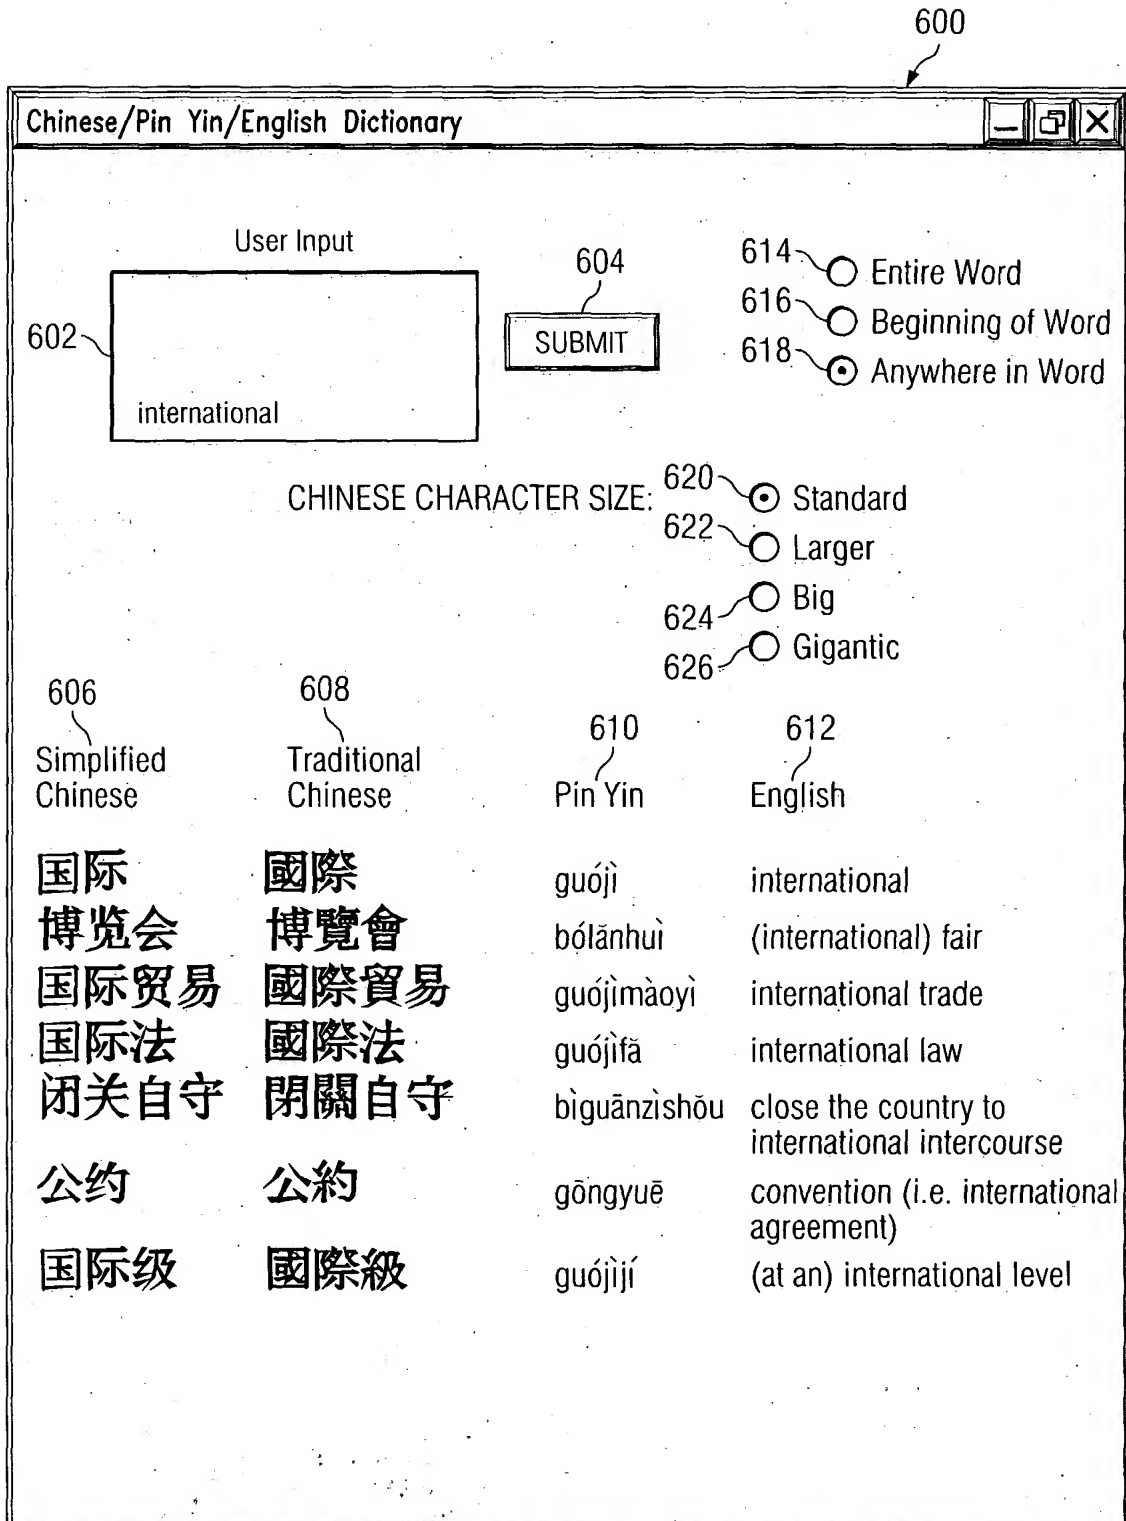 600
Chinese/Pin Yin/English Dictionary
User Input
604
614 Entire Word
616 Beginning of Word
602
SUBMIT
618 Anywhere in Word
international
CHINESE CHARACTER SIZE: 620 Standard
622 Larger
624 Big
626 Gigantic
606 608 610 612
Simplified Chinese Traditional Chinese Pin Yin English
国际 國際 guójì international
博览会 博覽會 bólǎnhuì (international) fair
国际贸易 國際貿易 guójìmàoyì international trade
国际法 國際法 guójìfǎ international law
闭关自守 閉關自守 bìguānzìshǒu close the country to
international intercourse
公约 公約 gōngyuē convention (i.e. international
agreement)
国际级 國際級 guójìjí (at an) international level